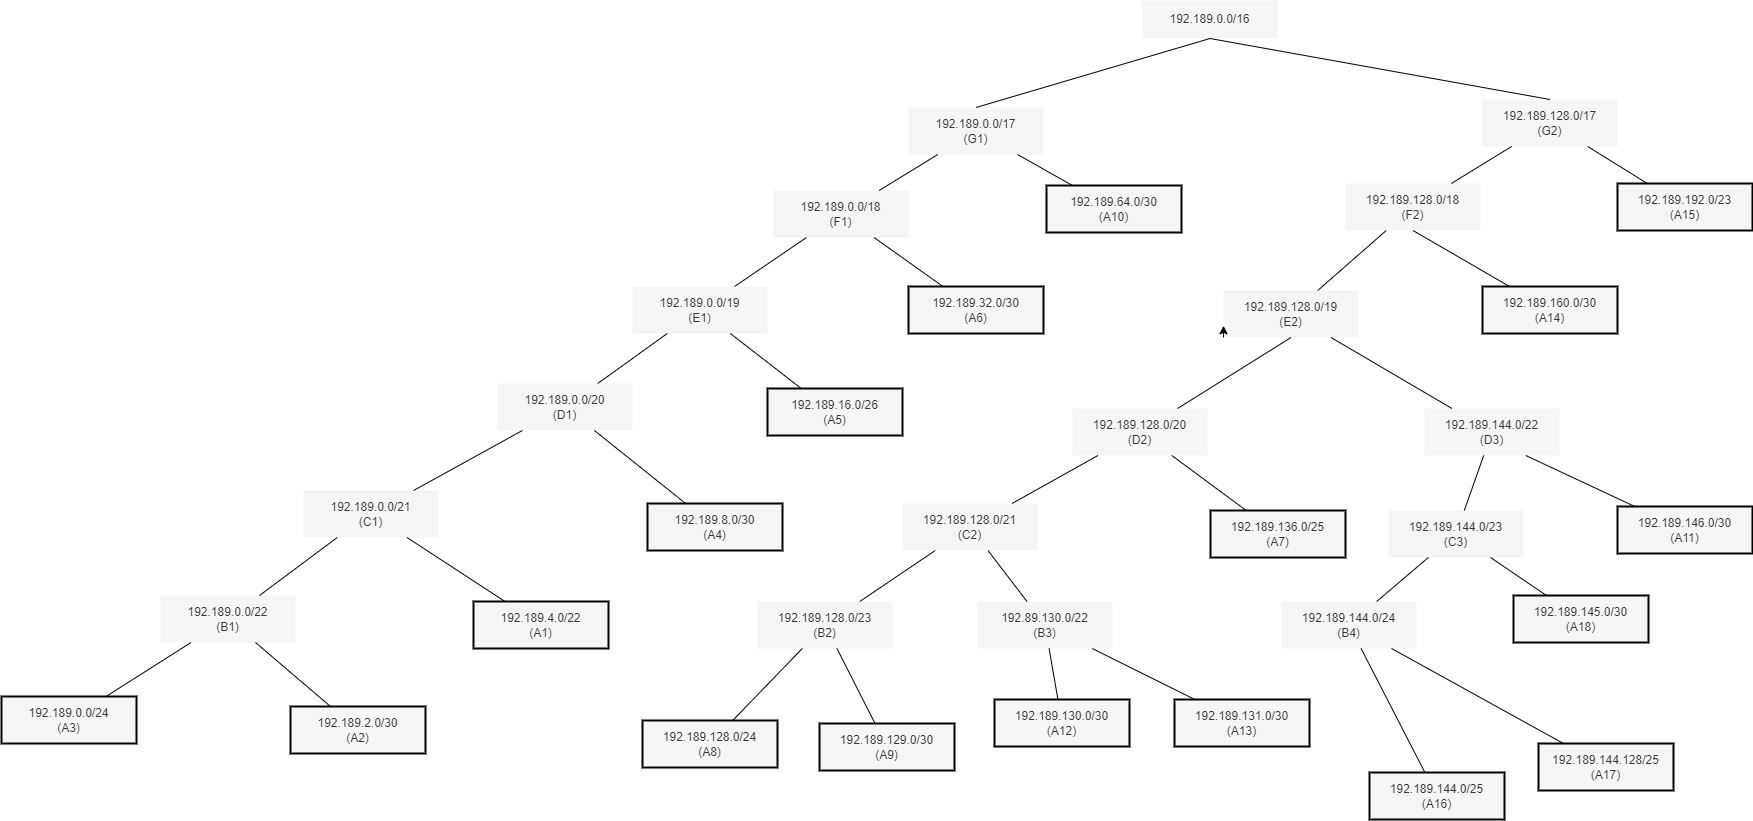 192.189.0.0/16
192.189.0.0/17
(G1)
192.189.128.0/17
(G2)
192.189.0.0/18
(F1)
192.189.64.0/30
(A10)
192.189.128.0/18
(F2)
192.189.192.0/23
(A15)
192.189.0.0/19
(E1)
192.189.32.0/30
(A6)
192.189.128.0/19
(E2)
192.189.160.0/30
(A14)
192.189.0.0/20
(D1)
192.189.16.0/26
(A5)
192.189.128.0/20
(D2)
192.189.144.0/22
(D3)
192.189.0.0/21
(C1)
192.189.8.0/30
(A4)
192.189.128.0/21
(C2)
192.189.136.0/25
(A7)
192.189.144.0/23
(C3)
192.189.146.0/30
(A11)
192.189.0.0/22
(B1)
192.189.4.0/22
(A1)
192.189.128.0/23
(B2)
192.89.130.0/22
(B3)
192.189.144.0/24
(B4)
192.189.145.0/30
(A18)
192.189.0.0/24
(A3)
192.189.2.0/30
(A2)
192.189.128.0/24
(A8)
192.189.129.0/30
(A9)
192.189.130.0/30
(A12)
192.189.131.0/30
(A13)
192.189.144.0/25
(A16)
192.189.144.128/25
(A17)